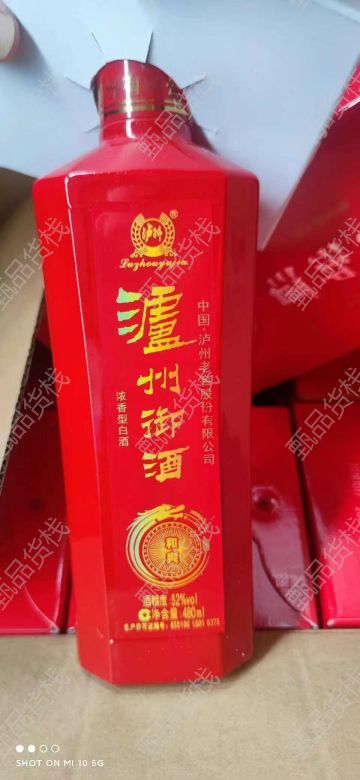 泸州
®
Luzhouyujiu
泸州御酒
中国·泸州老窖股份有限公司
浓香型白酒
和贵
酒精度:52%vol
净含量:480ml
甄品货栈
SHOT ON MI 10 5G